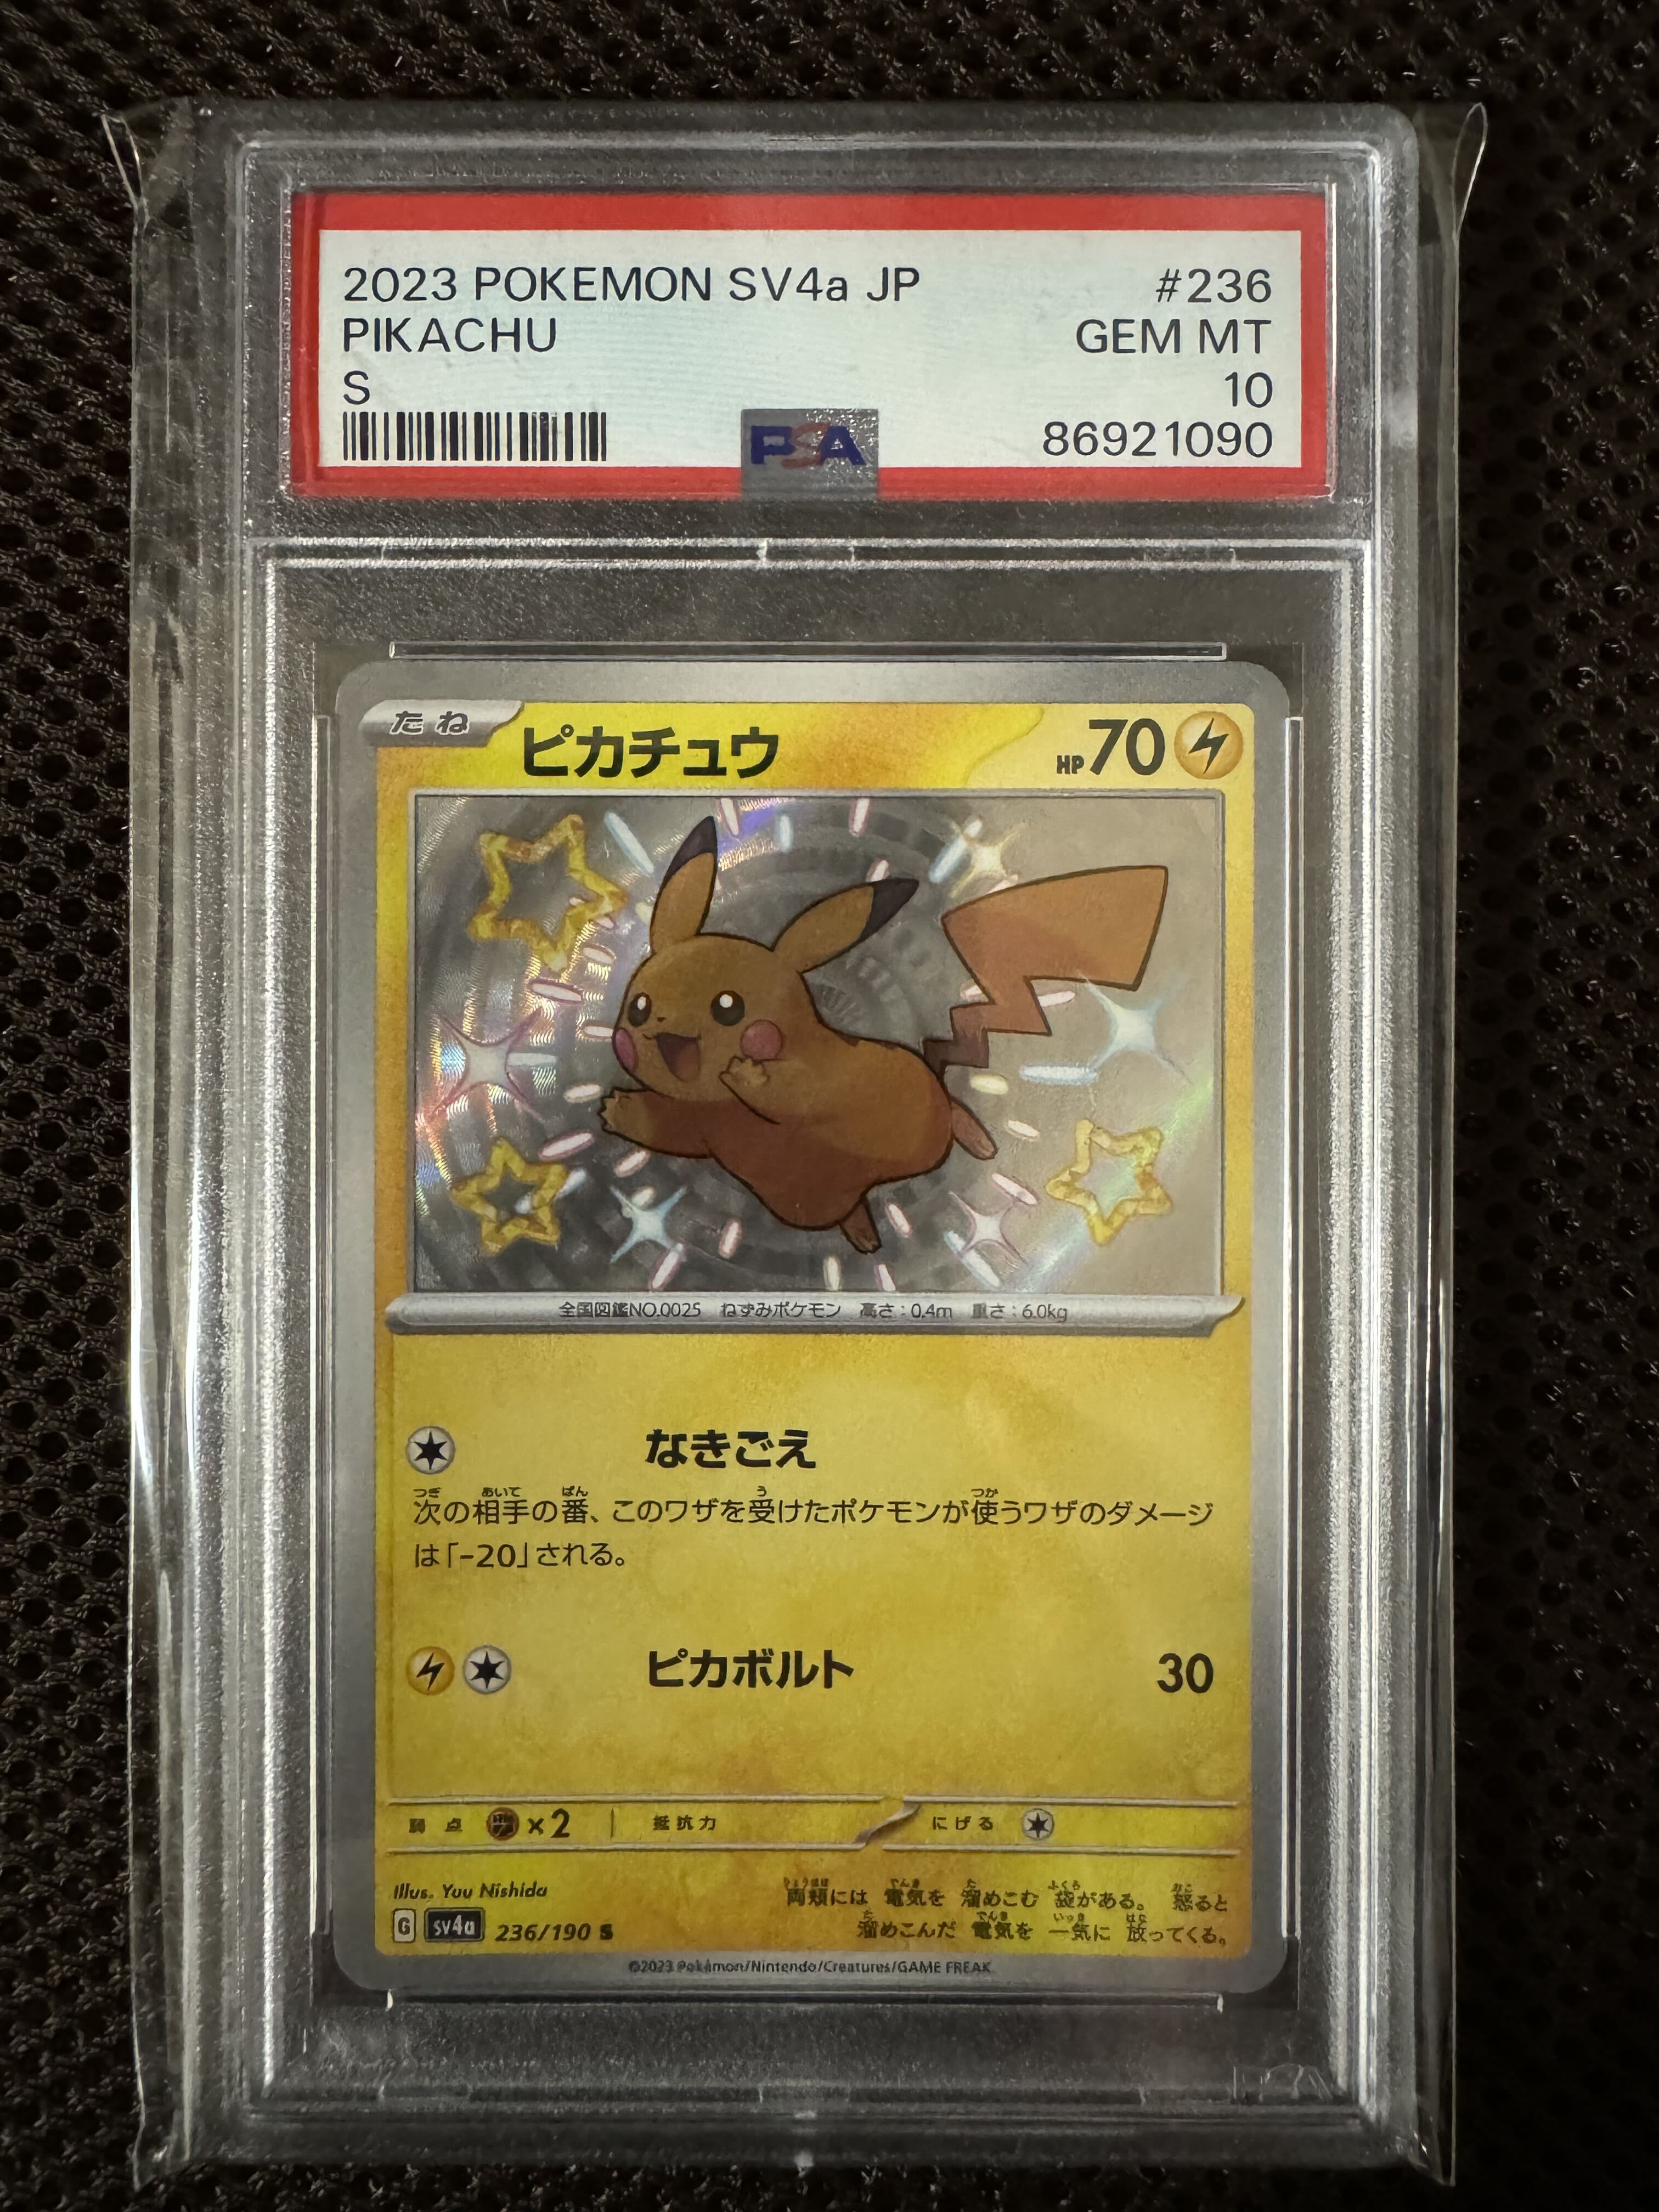 2023 POKEMON SV4a JP #236
PIKACHU GEM MT
S 10
PSA 86921090
たね ピカチュウ HP70
全国図鑑NO.0025 ねずみポケモン 高さ:0.4m 重さ:6.0kg
なきごえ
次の相手の番、このワザを受けたポケモンが使うワザのダメージ
は「-20」される。
ピカボルト 30
弱点 ×2 抵抗力 にげる
Illus. Yuu Nishida
両頬には 電気を 溜めこむ 袋がある。 怒ると
溜めこんだ 電気を 一気に 放ってくる。
G sv4a 236/190 S
©2023 Pokémon/Nintendo/Creatures/GAME FREAK